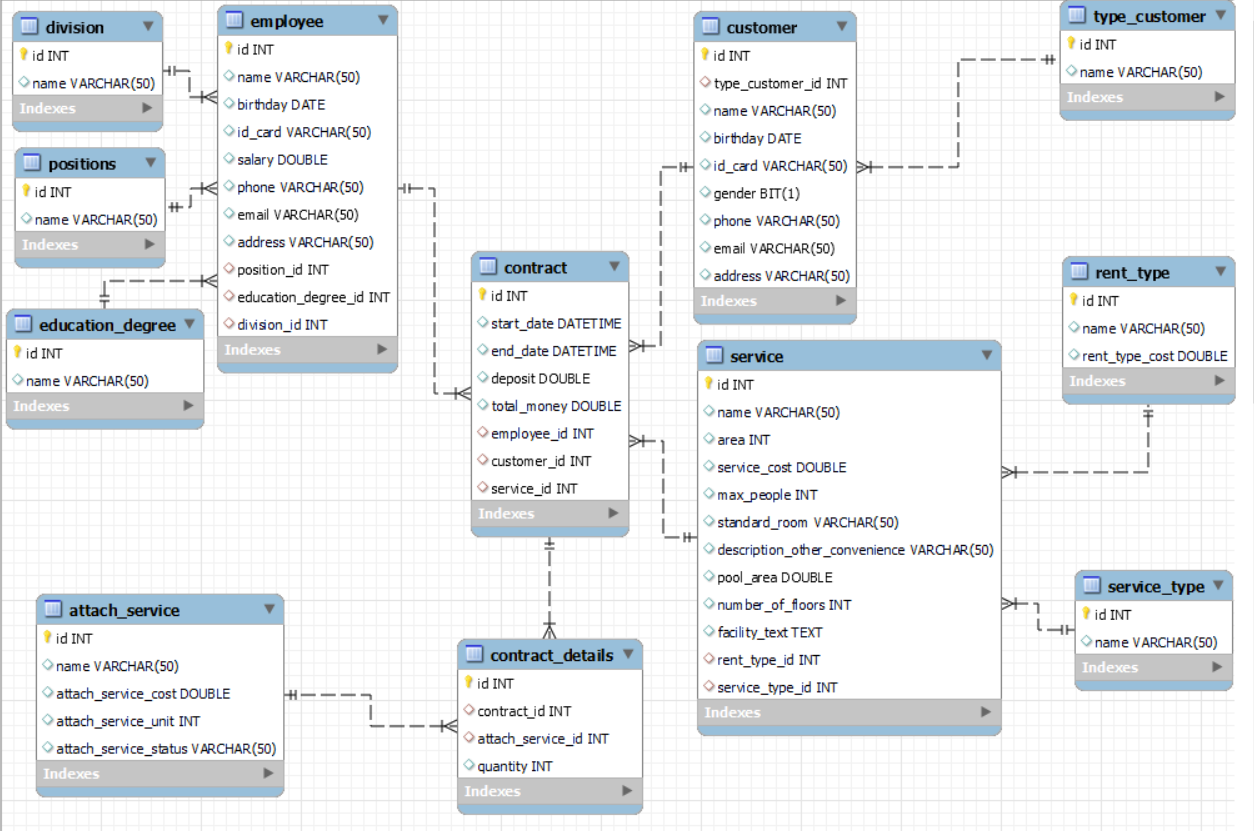 division
id INT
name VARCHAR(50)
Indexes
employee
id INT
name VARCHAR(50)
birthday DATE
id_card VARCHAR(50)
salary DOUBLE
phone VARCHAR(50)
email VARCHAR(50)
address VARCHAR(50)
position_id INT
education_degree_id INT
division_id INT
Indexes
positions
id INT
name VARCHAR(50)
Indexes
education_degree
id INT
name VARCHAR(50)
Indexes
customer
id INT
type_customer_id INT
name VARCHAR(50)
birthday DATE
id_card VARCHAR(50)
gender BIT(1)
phone VARCHAR(50)
email VARCHAR(50)
address VARCHAR(50)
Indexes
type_customer
id INT
name VARCHAR(50)
Indexes
contract
id INT
start_date DATETIME
end_date DATETIME
deposit DOUBLE
total_money DOUBLE
employee_id INT
customer_id INT
service_id INT
Indexes
service
id INT
name VARCHAR(50)
area INT
service_cost DOUBLE
max_people INT
standard_room VARCHAR(50)
description_other_convenience VARCHAR(50)
pool_area DOUBLE
number_of_floors INT
facility_text TEXT
rent_type_id INT
service_type_id INT
Indexes
rent_type
id INT
name VARCHAR(50)
rent_type_cost DOUBLE
Indexes
service_type
id INT
name VARCHAR(50)
Indexes
attach_service
id INT
name VARCHAR(50)
attach_service_cost DOUBLE
attach_service_unit INT
attach_service_status VARCHAR(50)
Indexes
contract_details
id INT
contract_id INT
attach_service_id INT
quantity INT
Indexes